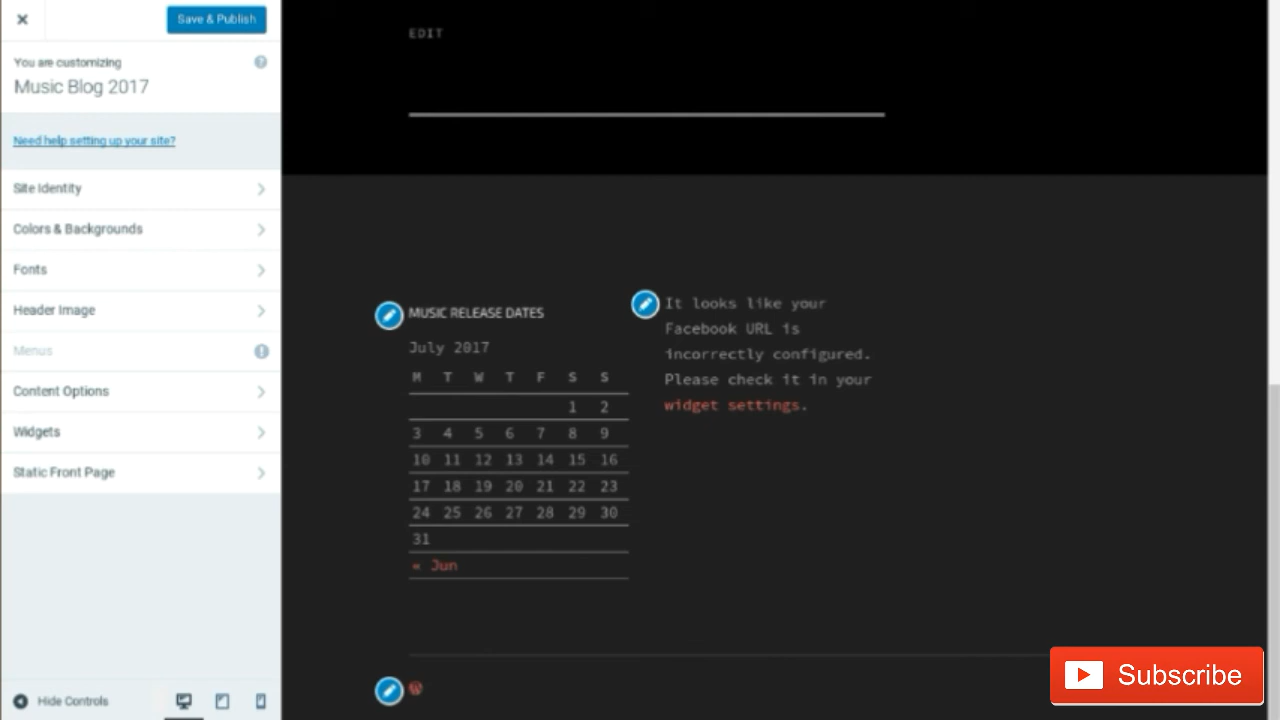 Save & Publish
You are customizing
Music Blog 2017
Need help setting up your site?
Site Identity
Colors & Backgrounds
Fonts
Header Image
Menus
Content Options
Widgets
Static Front Page
Hide Controls
EDIT
MUSIC RELEASE DATES
July 2017
M T W T F S S
1 2
3 4 5 6 7 8 9
10 11 12 13 14 15 16
17 18 19 20 21 22 23
24 25 26 27 28 29 30
31
« Jun
It looks like your
Facebook URL is
incorrectly configured.
Please check it in your
widget settings.
Subscribe